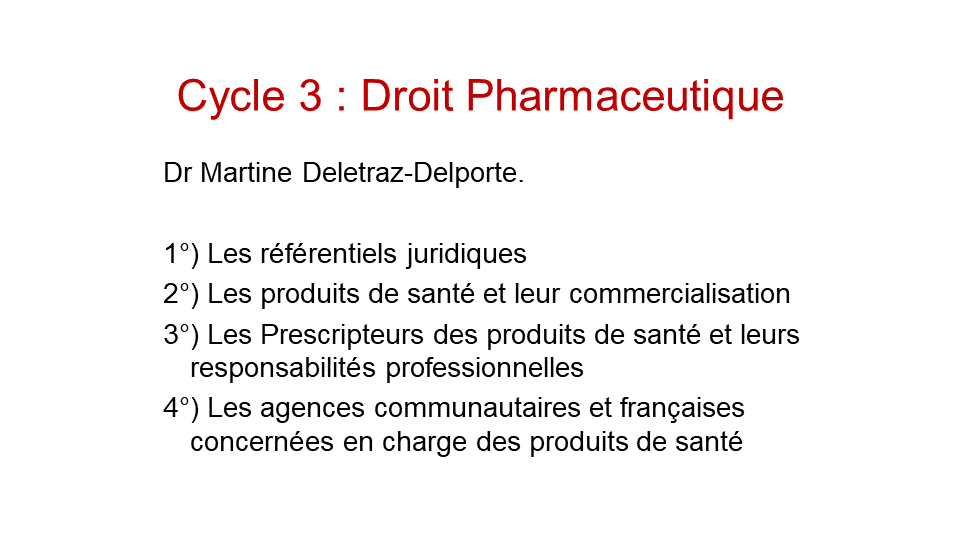 Cycle 3 : Droit Pharmaceutique
Dr Martine Deletraz-Delporte.
1°) Les référentiels juridiques
2°) Les produits de santé et leur commercialisation
3°) Les Prescripteurs des produits de santé et leurs
responsabilités professionnelles
4°) Les agences communautaires et françaises
concernées en charge des produits de santé